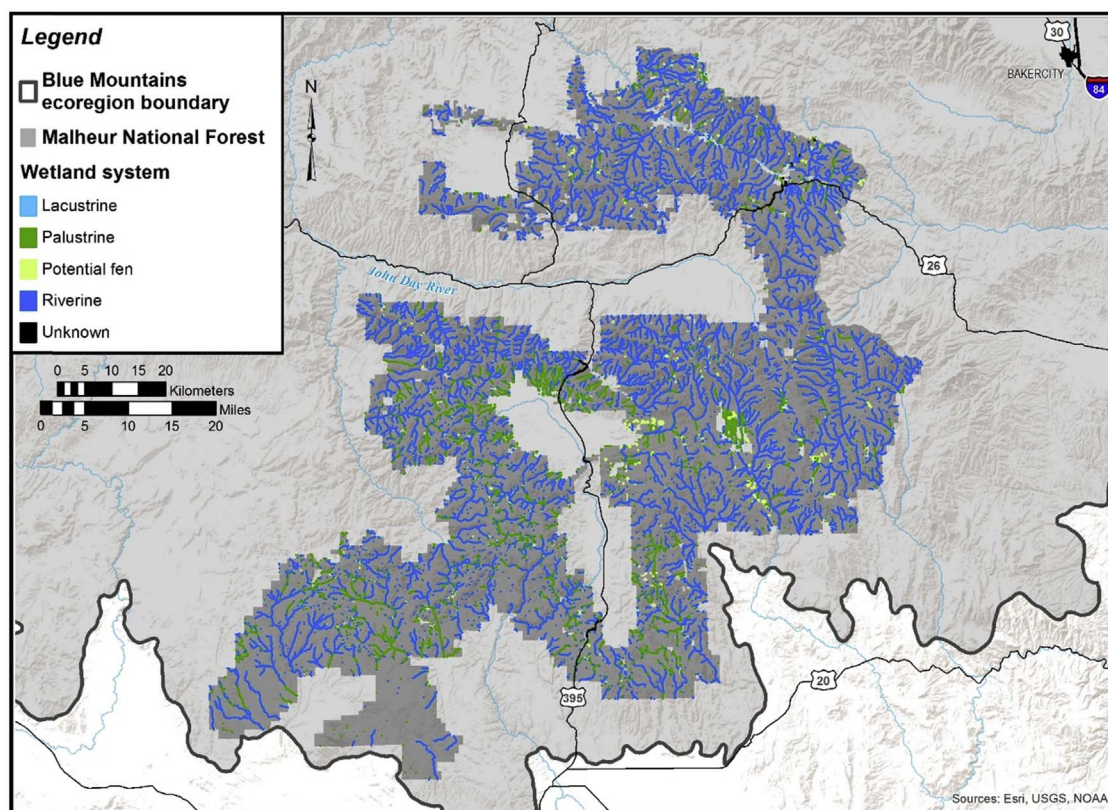 Legend
Blue Mountains
ecoregion boundary
Malheur National Forest
Wetland system
Lacustrine
Palustrine
Potential fen
Riverine
Unknown
N
0 5 10 20
Kilometers
Miles
0 5 10 20
30
BAKERCITY
84
26
John Day River
20
395
Sources: Esri, USGS, NOAA